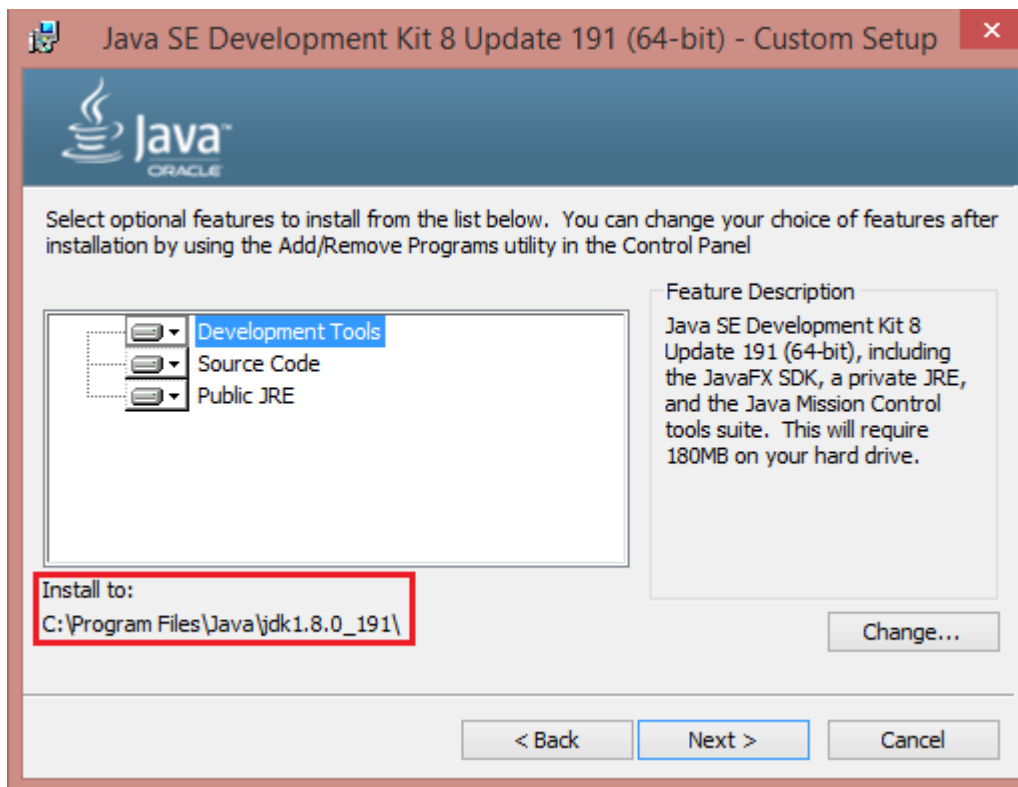 Java SE Development Kit 8 Update 191 (64-bit) - Custom Setup
Java™
ORACLE
Select optional features to install from the list below.  You can change your choice of features after
installation by using the Add/Remove Programs utility in the Control Panel
Development Tools
Source Code
Public JRE
Feature Description
Java SE Development Kit 8
Update 191 (64-bit), including
the JavaFX SDK, a private JRE,
and the Java Mission Control
tools suite.  This will require
180MB on your hard drive.
Install to:
C:\Program Files\Java\jdk1.8.0_191\
Change...
< Back
Next >
Cancel